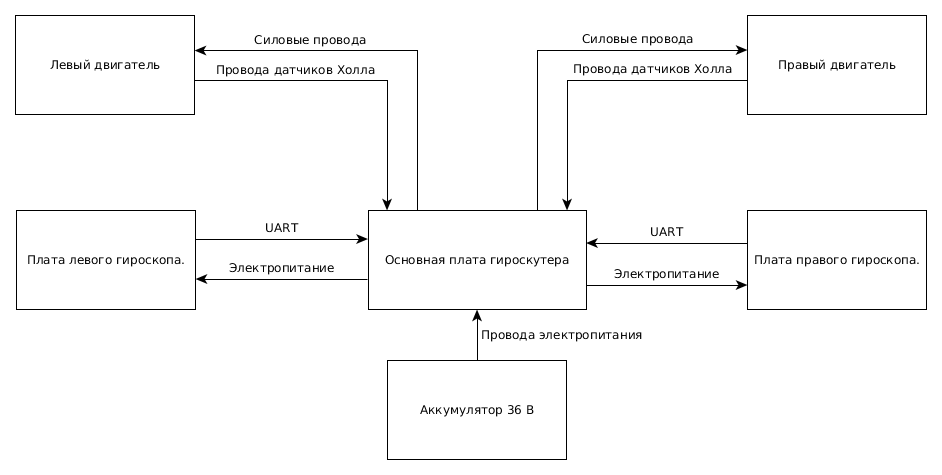 Силовые провода
Силовые провода
Левый двигатель
Провода датчиков Холла
Провода датчиков Холла
Правый двигатель
UART
UART
Плата левого гироскопа.
Электропитание
Основная плата гироскутера
Электропитание
Плата правого гироскопа.
Провода электропитания
Аккумулятор 36 В